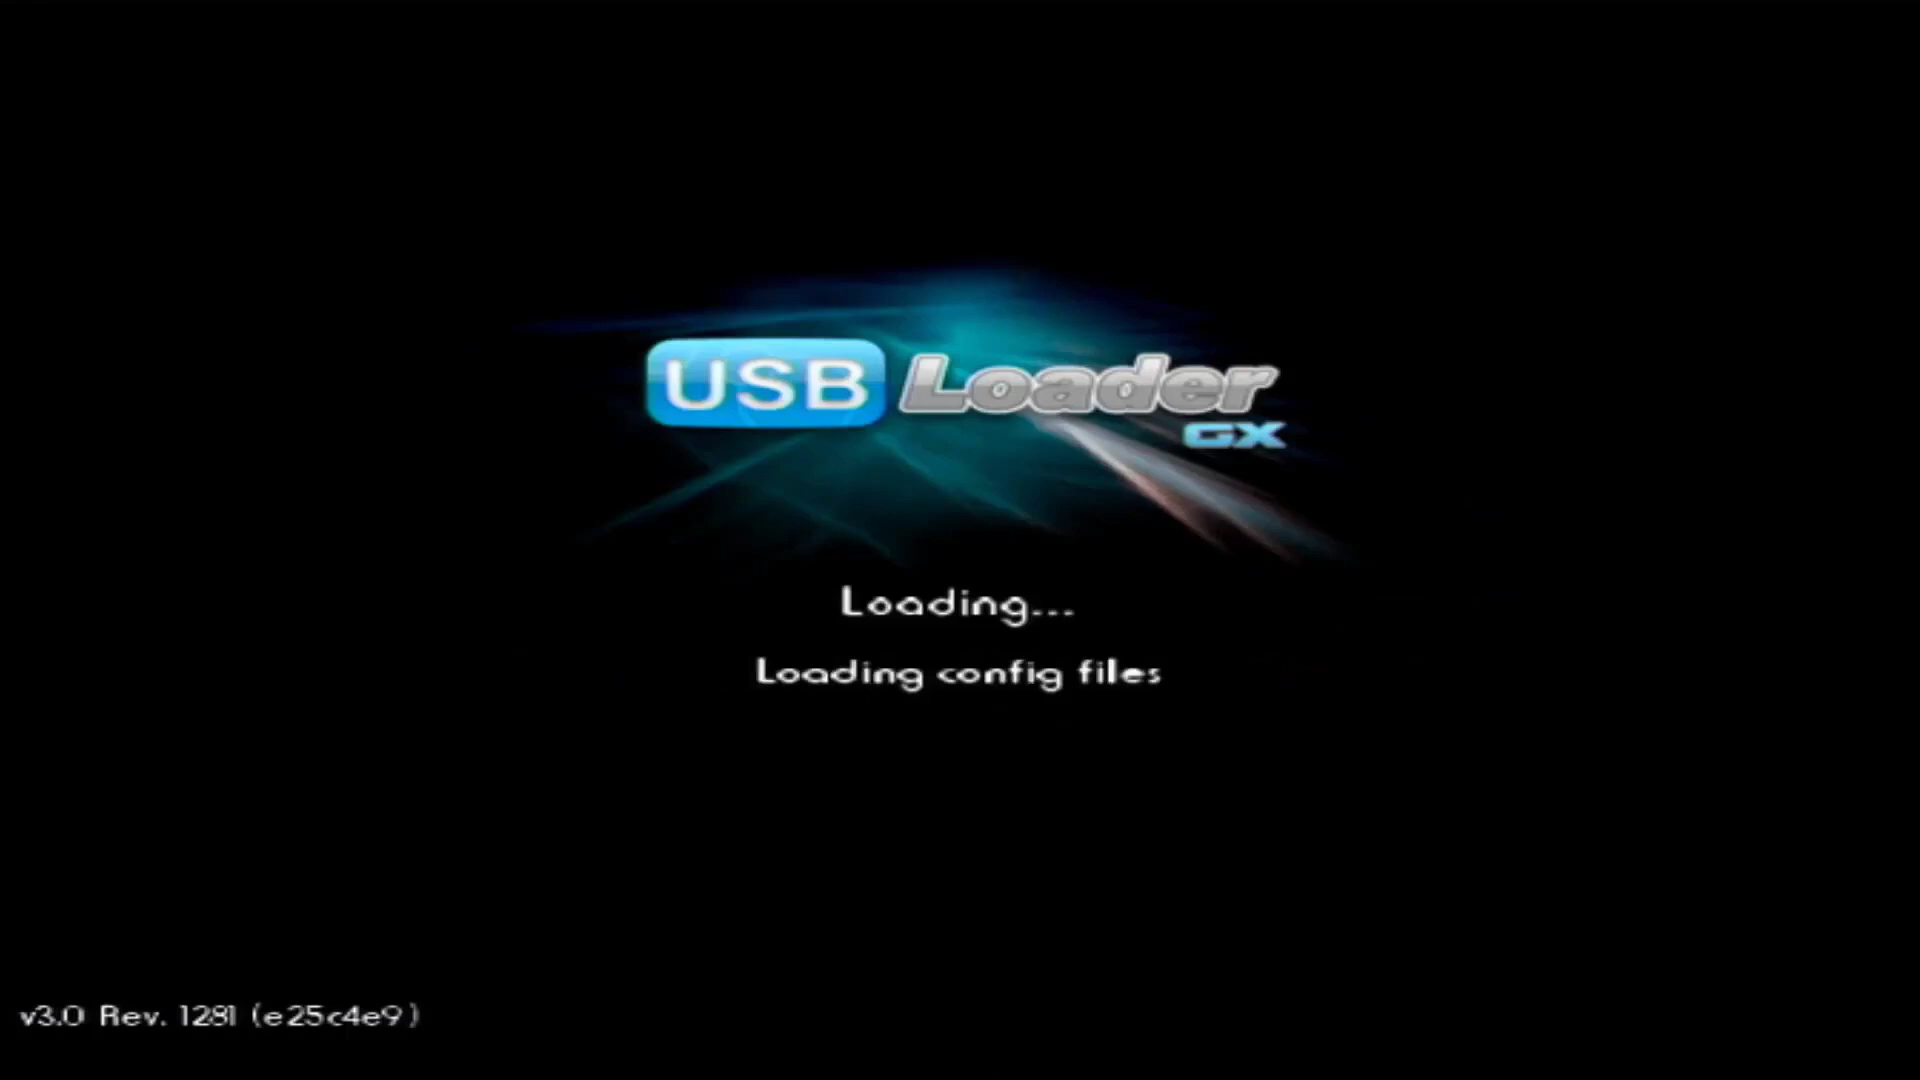 USB Loader
GX
Loading...
Loading config files
v3.0 Rev. 1281 (e25c4e9)